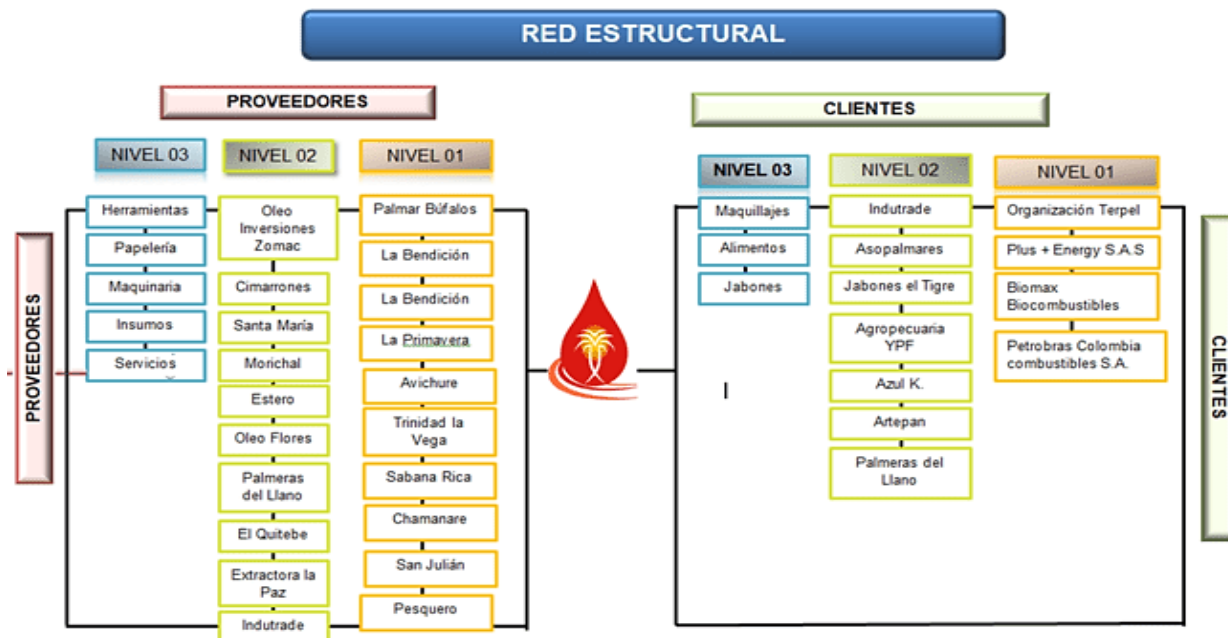 RED ESTRUCTURAL
PROVEEDORES
PROVEEDORES
NIVEL 03
Herramientas
Papelería
Maquinaria
Insumos
Servicios
NIVEL 02
Oleo
Inversiones
Zomac
Cimarrones
Santa María
Morichal
Estero
Oleo Flores
Palmeras
del Llano
El Quitebe
Extractora la
Paz
Indutrade
NIVEL 01
Palmar Búfalos
La Bendición
La Bendición
La Primavera
Avichure
Trinidad la
Vega
Sabana Rica
Chamanare
San Julián
Pesquero
CLIENTES
NIVEL 03
Maquillajes
Alimentos
Jabones
NIVEL 02
Indutrade
Asopalmares
Jabones el Tigre
Agropecuaria
YPF
Azul K.
Artepan
Palmeras del
Llano
NIVEL 01
Organización Terpel
Plus + Energy S.A.S
Biomax
Biocombustibles
Petrobras Colombia
combustibles S.A.
CLIENTES